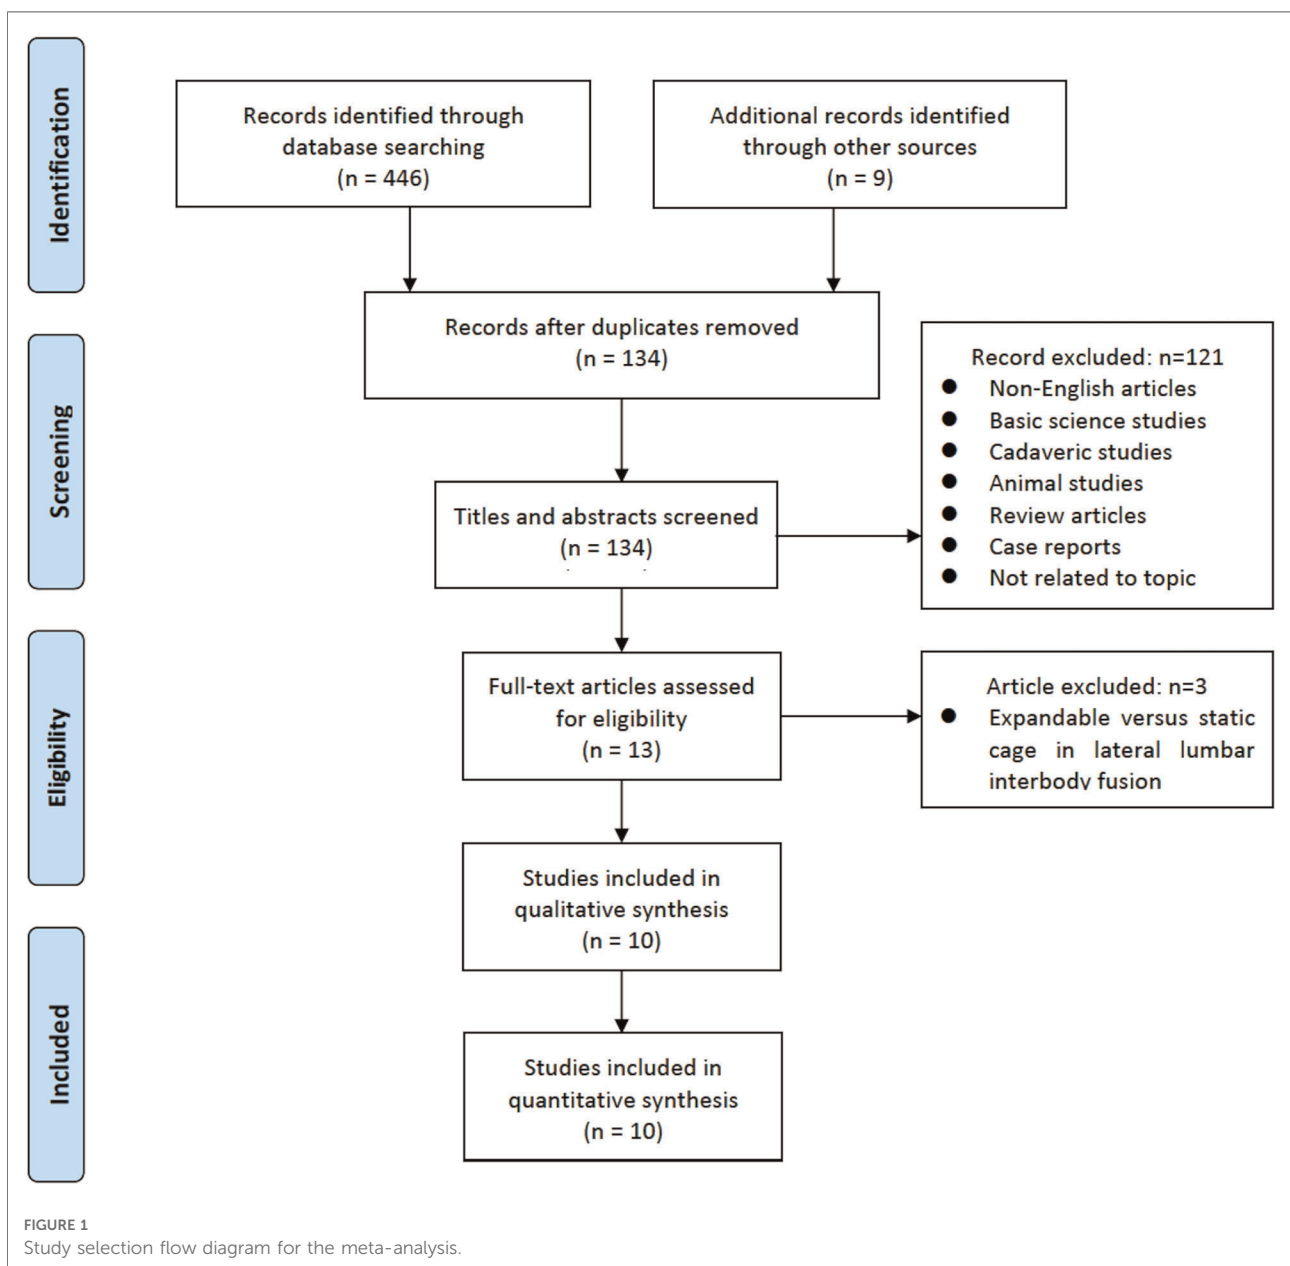 Identification
Records identified through
database searching
(n = 446)
Additional records identified
through other sources
(n = 9)
Records after duplicates removed
(n = 134)
Screening
Titles and abstracts screened
(n = 134)
Record excluded: n=121
● Non-English articles
● Basic science studies
● Cadaveric studies
● Animal studies
● Review articles
● Case reports
● Not related to topic
Eligibility
Full-text articles assessed
for eligibility
(n = 13)
Article excluded: n=3
● Expandable versus static
cage in lateral lumbar
interbody fusion
Studies included in
qualitative synthesis
(n = 10)
Included
Studies included in
quantitative synthesis
(n = 10)
FIGURE 1
Study selection flow diagram for the meta-analysis.